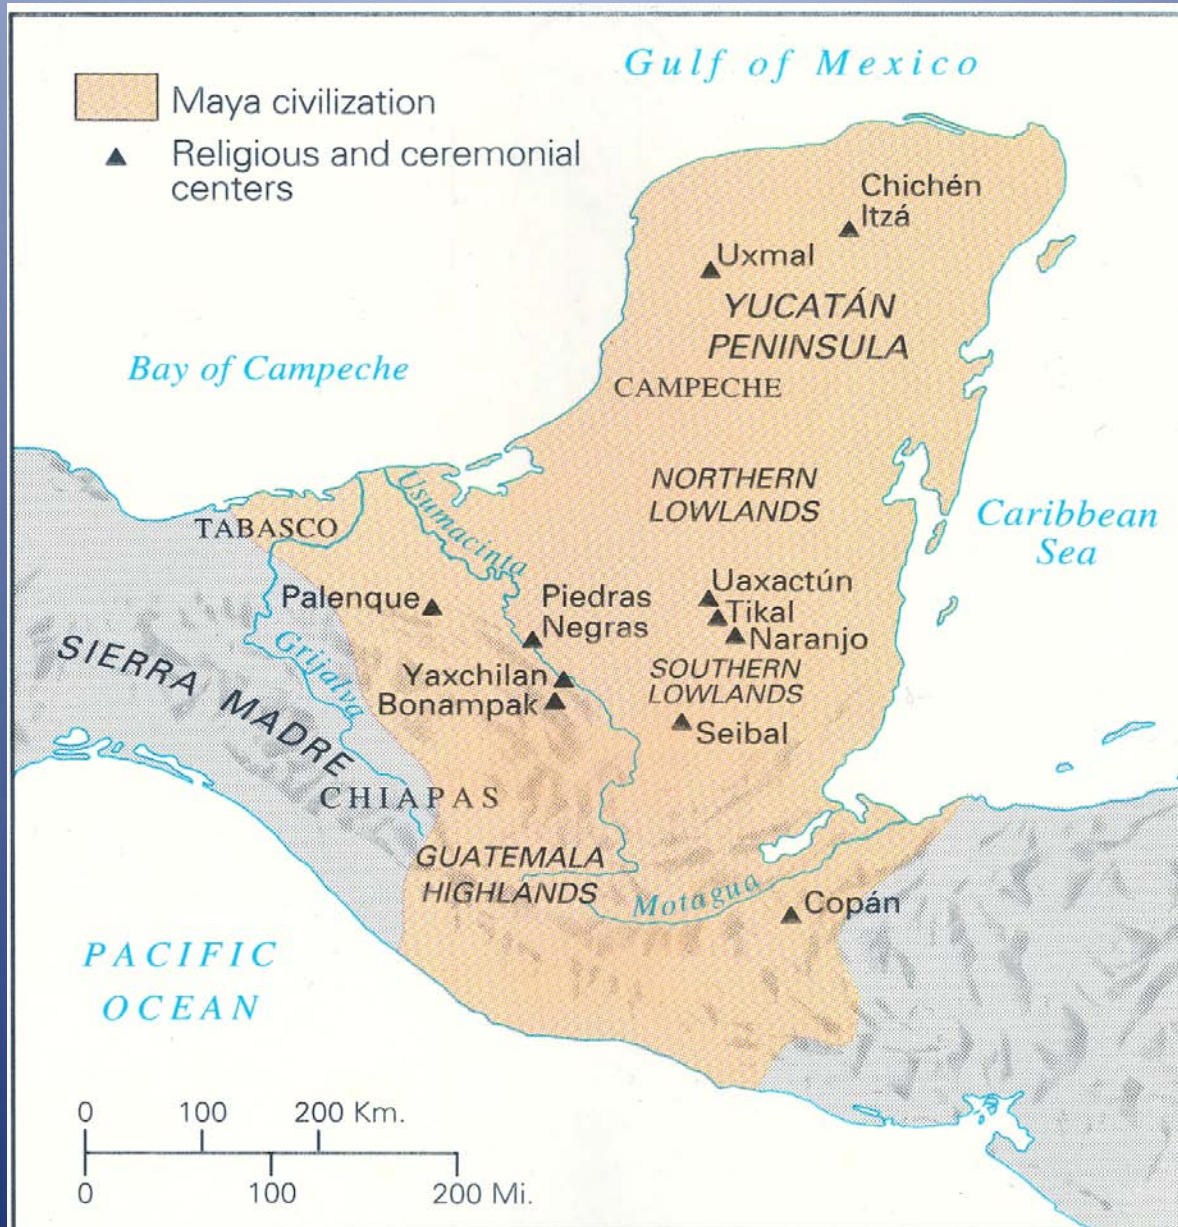 Gulf of Mexico
Maya civilization
Religious and ceremonial
centers
Chichén
Itzá
Uxmal
YUCATÁN
PENINSULA
Bay of Campeche
CAMPECHE
NORTHERN
LOWLANDS
Usumacinta
Caribbean
Sea
TABASCO
Uaxactún
Palenque
Piedras
Negras
Tikal
Naranjo
SIERRA MADRE
Grijalva
Yaxchilan
SOUTHERN
LOWLANDS
Bonampak
Seibal
CHIAPAS
GUATEMALA
HIGHLANDS
Motagua
Copán
PACIFIC
OCEAN
0 100 200 Km.
0 100 200 Mi.